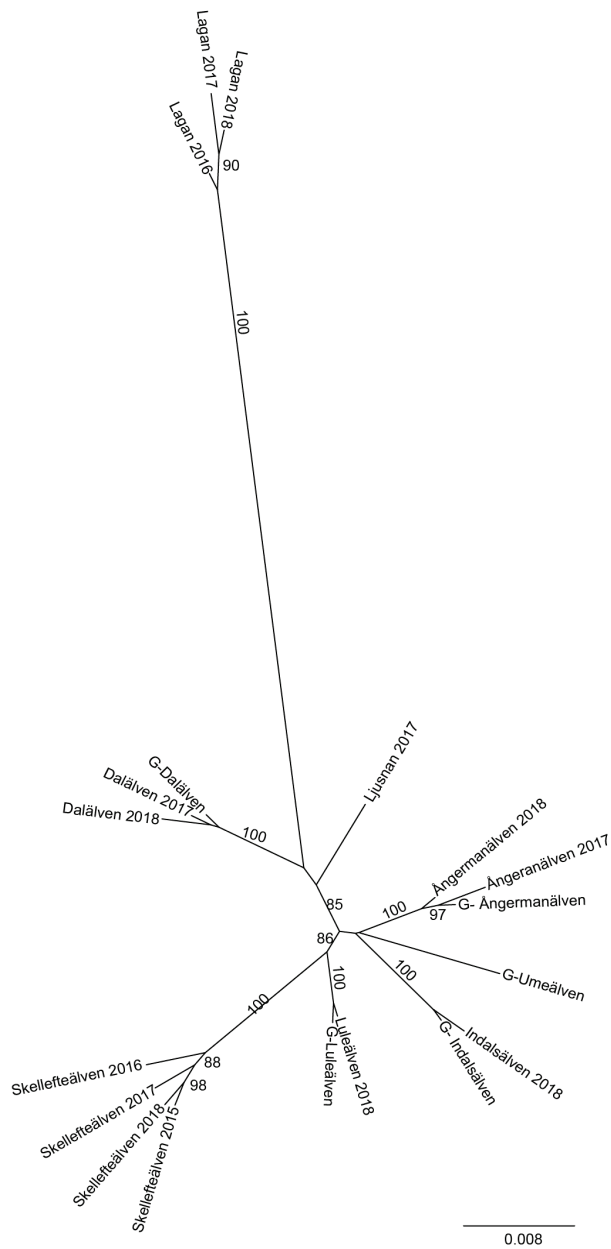 Lagan 2017
Lagan 2018
Lagan 2016
90
100
Ljusnan 2017
G-Dalälven
Dalälven 2017
Dalälven 2018
100
Ångermanälven 2018
Ångeranälven 2017
G- Ångermanälven
100
97
85
86
G-Umeälven
100
Indalsälven 2018
G- Indalsälven
100
Luleälven 2018
G-Luleälven
100
88
98
Skellefteälven 2016
Skellefteälven 2017
Skellefteälven 2018
Skellefteälven 2015
0.008